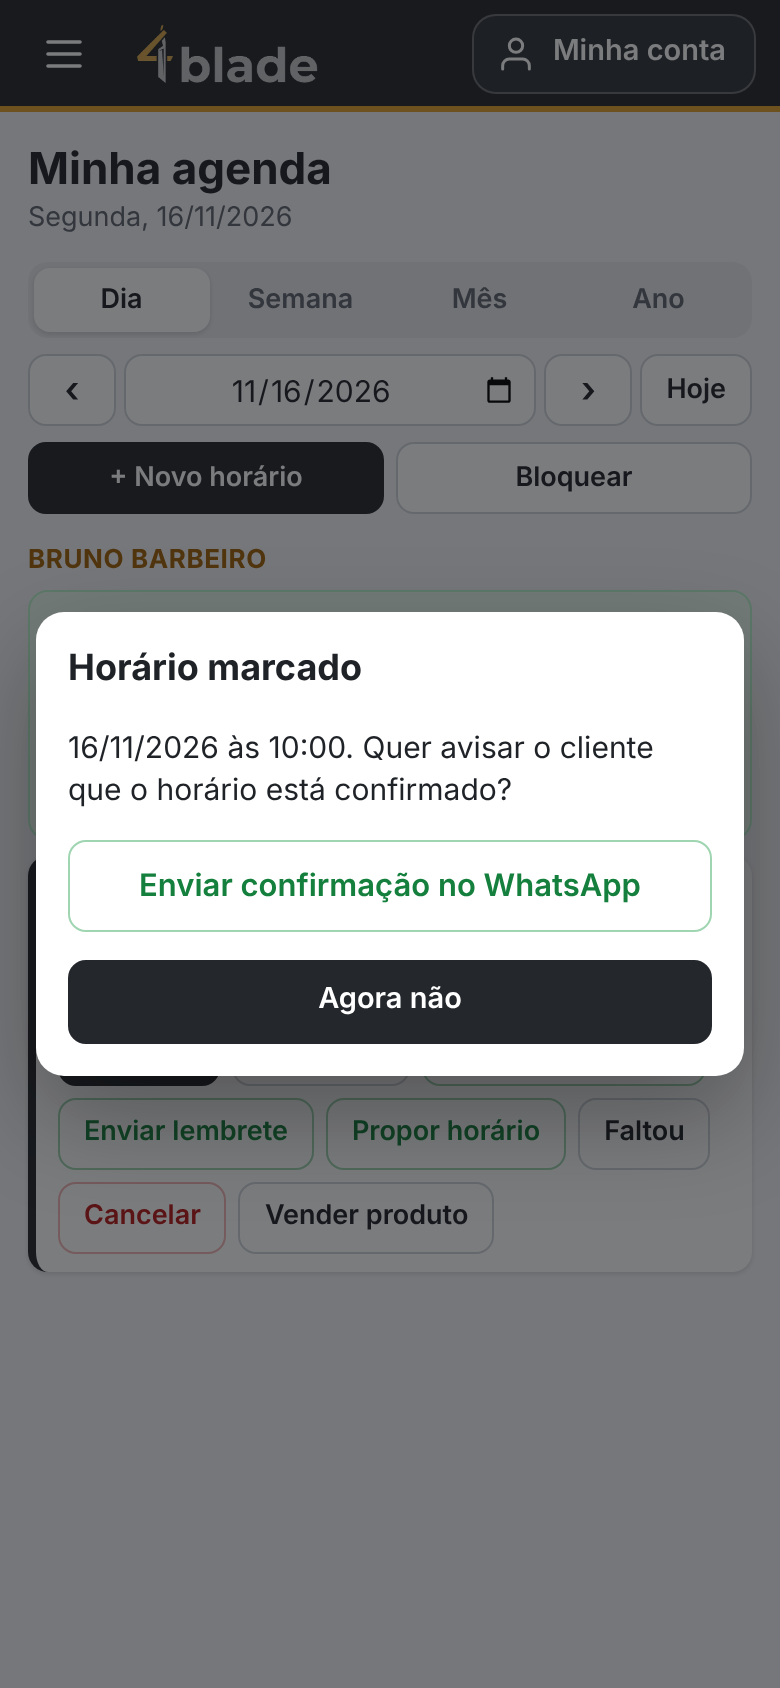 4blade
Minha conta
Minha agenda
Segunda, 16/11/2026
Dia Semana Mês Ano
‹ 11/16/2026 › Hoje
+ Novo horário Bloquear
BRUNO BARBEIRO
Horário marcado
16/11/2026 às 10:00. Quer avisar o cliente
que o horário está confirmado?
Enviar confirmação no WhatsApp
Agora não
Enviar lembrete Propor horário Faltou
Cancelar Vender produto